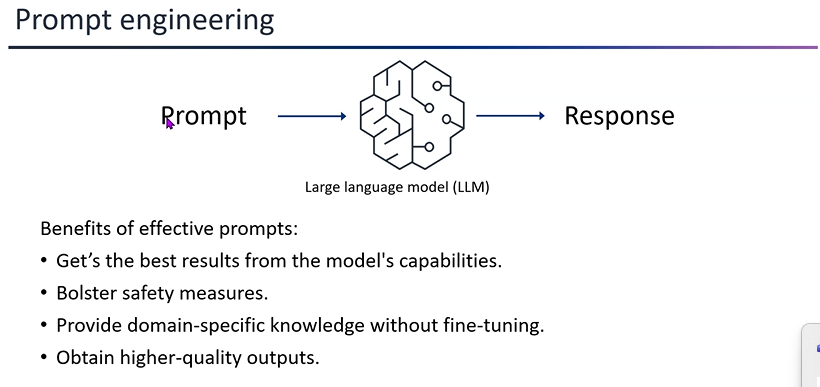 Prompt engineering
Prompt
Response
Large language model (LLM)
Benefits of effective prompts:
• Get’s the best results from the model's capabilities.
• Bolster safety measures.
• Provide domain-specific knowledge without fine-tuning.
• Obtain higher-quality outputs.